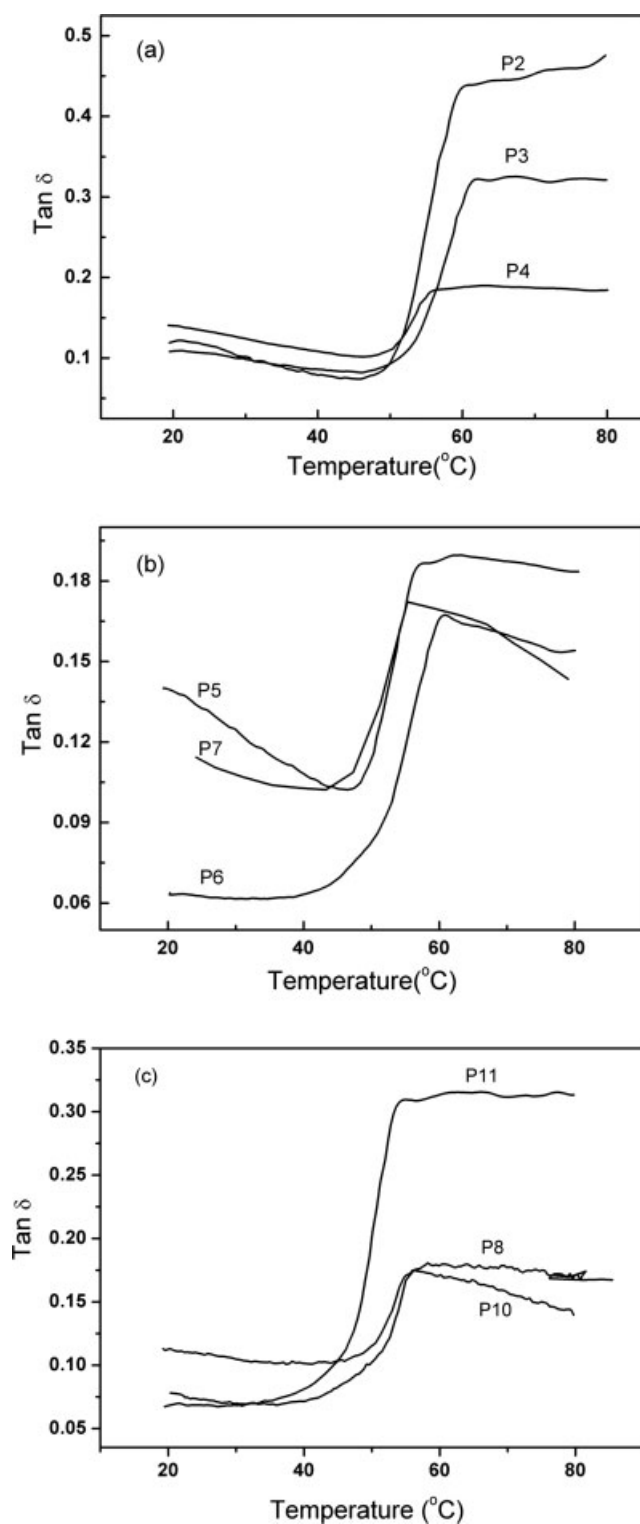 (a)
P2
P3
P4
0.5
0.4
0.3
0.2
0.1
Tan δ
20 40 60 80
Temperature(°C)
(b)
P5
P7
P6
0.18
0.15
0.12
0.09
0.06
Tan δ
20 40 60 80
Temperature(°C)
(c)
P11
P8
P10
0.35
0.30
0.25
0.20
0.15
0.10
0.05
Tan δ
20 40 60 80
Temperature (°C)